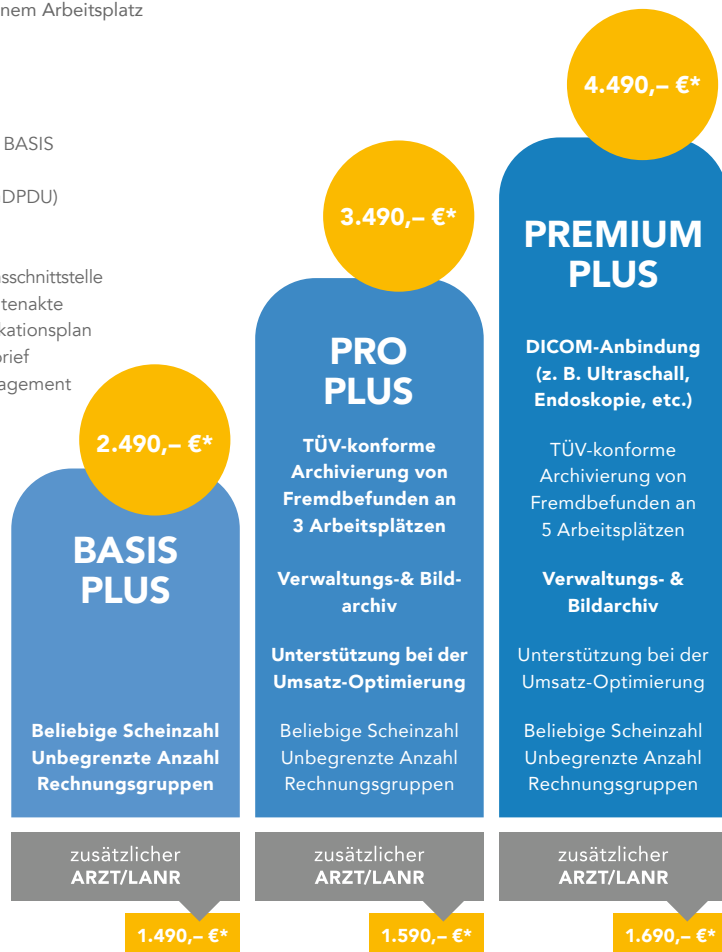 nem Arbeitsplatz
BASIS
DPDU)
sschnittstelle
tenakte
kationsplan
brief
agement
2.490,– €*
BASIS
PLUS
Beliebige Scheinzahl
Unbegrenzte Anzahl
Rechnungsgruppen
zusätzlicher
ARZT/LANR
1.490,– €*
3.490,– €*
PRO
PLUS
TÜV-konforme
Archivierung von
Fremdbefunden an
3 Arbeitsplätzen
Verwaltungs-& Bild-
archiv
Unterstützung bei der
Umsatz-Optimierung
Beliebige Scheinzahl
Unbegrenzte Anzahl
Rechnungsgruppen
zusätzlicher
ARZT/LANR
1.590,– €*
4.490,– €*
PREMIUM
PLUS
DICOM-Anbindung
(z. B. Ultraschall,
Endoskopie, etc.)
TÜV-konforme
Archivierung von
Fremdbefunden an
5 Arbeitsplätzen
Verwaltungs- &
Bildarchiv
Unterstützung bei der
Umsatz-Optimierung
Beliebige Scheinzahl
Unbegrenzte Anzahl
Rechnungsgruppen
zusätzlicher
ARZT/LANR
1.690,– €*